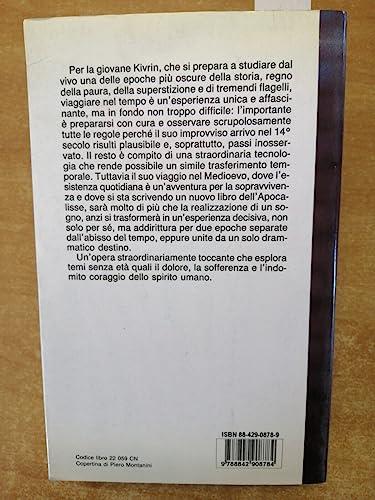 Per la giovane Kivrin, che si prepara a studiare dal
vivo una delle epoche più oscure della storia, regno
della paura, della superstizione e di tremendi flagelli,
viaggiare nel tempo è un'esperienza unica e affasci-
nante, ma in fondo non troppo difficile: l'importante
è prepararsi con cura e osservare scrupolosamente
tutte le regole perché il suo improvviso arrivo nel 14°
secolo risulti plausibile e, soprattutto, passi inosser-
vato. Il resto è compito di una straordinaria tecnolo-
gia che rende possibile un simile trasferimento tem-
porale. Tuttavia il suo viaggio nel Medioevo, dove l'e-
sistenza quotidiana è un'avventura per la sopravviven-
za e dove si sta scrivendo un nuovo libro dell'Apoca-
lisse, sarà molto di più che la realizzazione di un so-
gno, anzi si trasformerà in un'esperienza decisiva, non
solo per sé, ma addirittura per due epoche separate
dall'abisso del tempo, eppure unite da un solo dram-
matico destino.
Un'opera straordinariamente toccante che esplora
temi senza età quali il dolore, la sofferenza e l'indo-
mito coraggio dello spirito umano.
ISBN 88-429-0878-9
9 788842 908784
Codice libro 22 059 CN
Copertina di Piero Montanini